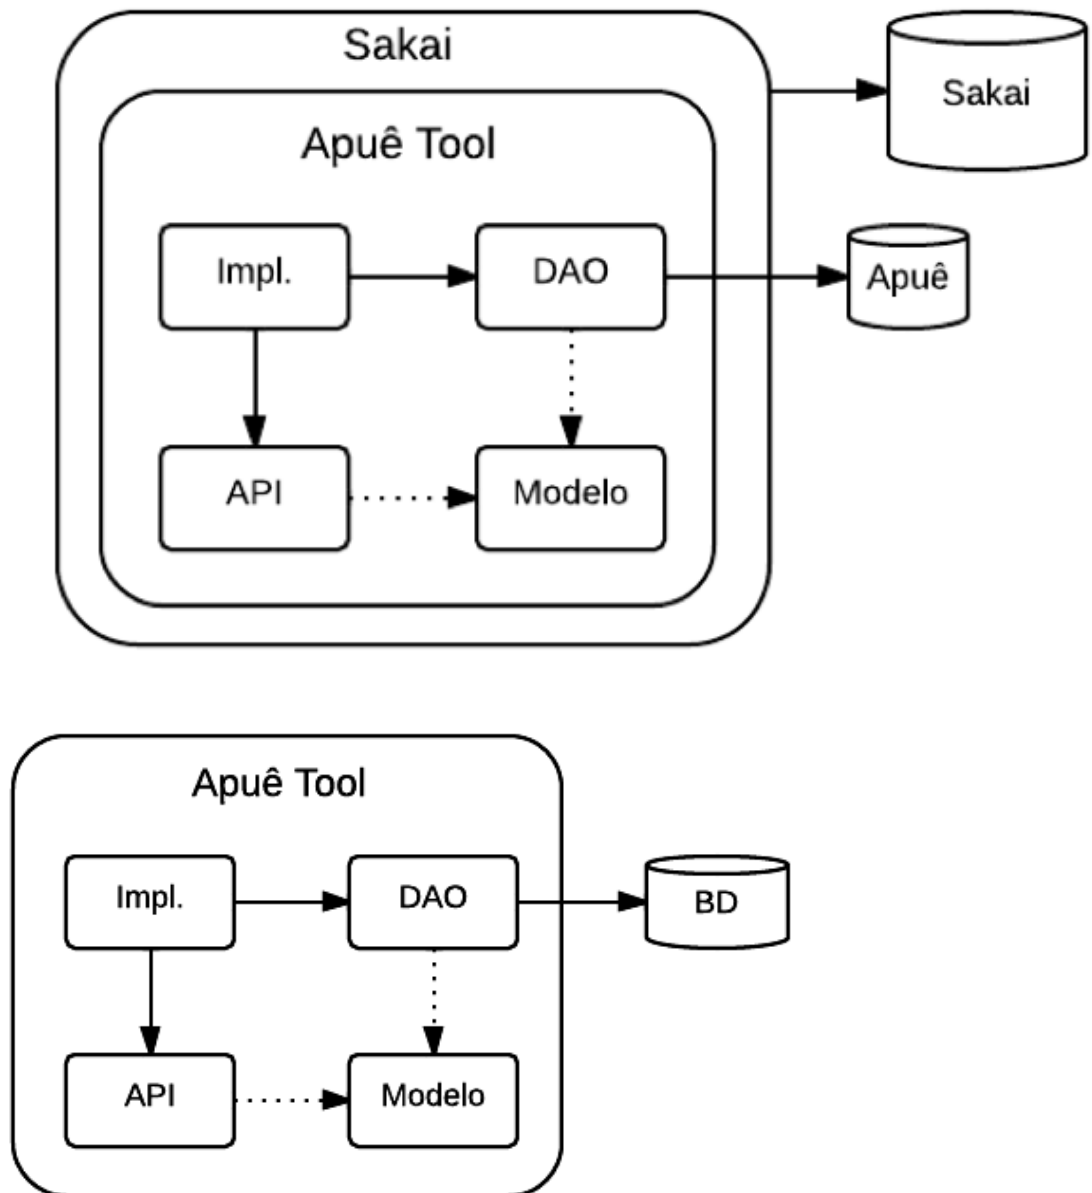 Sakai
Sakai
Apuê Tool
Impl.
DAO
Apuê
API
Modelo
Apuê Tool
Impl.
DAO
BD
API
Modelo